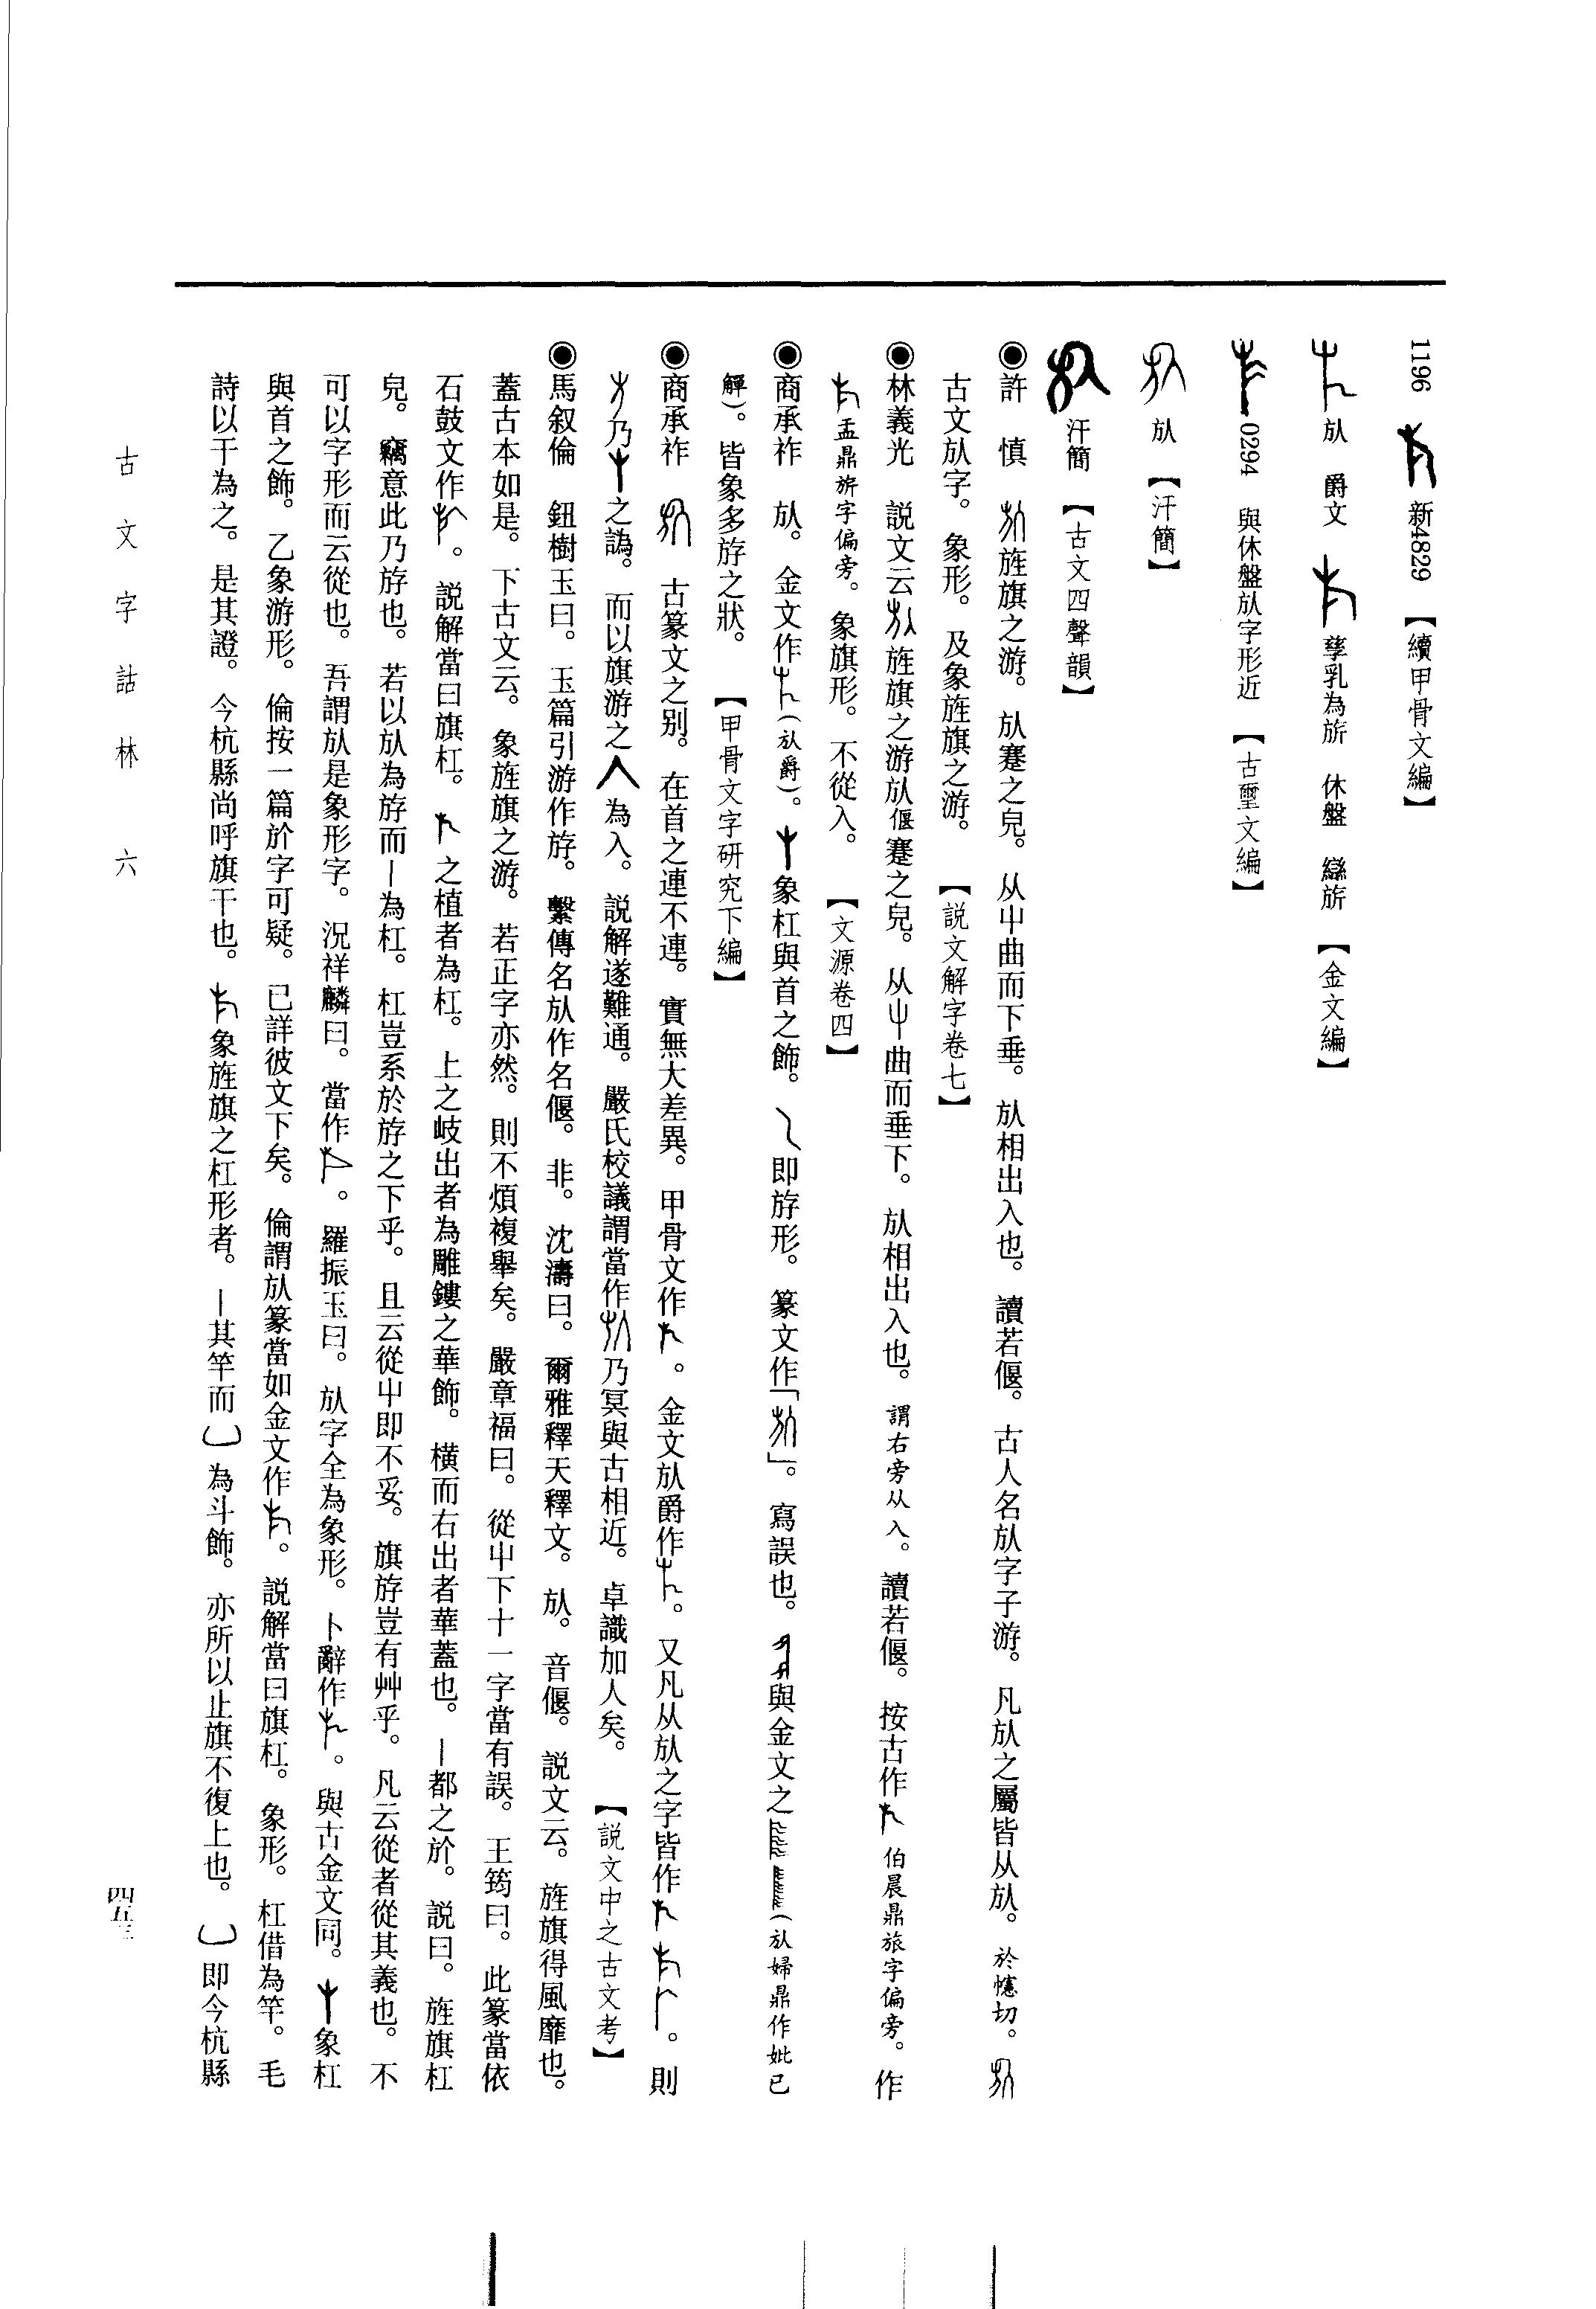 1196 新4829 【續甲骨文編】
㫃 爵文 孳乳為旂 休盤 䜌旂 【金文編】
0294 與休盤㫃字形近 【古璽文編】
㫃 【汗簡】
汗簡 【古文四聲韻】
◉許 慎 旌旗之游。㫃蹇之皃。从屮曲而下垂。㫃相出入也。讀若偃。古人名㫃字子游。凡㫃之屬皆从㫃。於幰切。
古文㫃字。象形。及象旌旗之游。 【説文解字卷七】
◉林義光 説文云旌旗之游㫃偃蹇之皃。从屮曲而垂下。㫃相出入也。謂右旁从入。讀若偃。按古作伯晨鼎旅字偏旁。作
盂鼎旂字偏旁。象旗形。不從入。 【文源卷四】
◉商承祚 㫃。金文作(㫃爵)。象杠與首之飾。即斿形。篆文作「」。寫誤也。與金文之(㫃婦鼎作妣己
觶)。皆象多斿之狀。 【甲骨文字研究下編】
◉商承祚 古篆文之别。在首之連不連。實無大差異。甲骨文作。金文㫃爵作。又凡从㫃之字皆作。則
乃之譌。而以旗游之為入。説解遂難通。嚴氏校議謂當作乃冥與古相近。卓識加人矣。 【説文中之古文考】
◉馬叙倫 鈕樹玉曰。玉篇引游作斿。繫傳名㫃作名偃。非。沈濤曰。爾雅釋天釋文。㫃。音偃。説文云。旌旗得風靡也。
蓋古本如是。下古文云。象旌旗之游。若正字亦然。則不煩複舉矣。嚴章福曰。從屮下十一字當有誤。王筠曰。此篆當依
石鼓文作。説解當曰旗杠。之植者為杠。上之岐出者為雕鏤之華飾。橫而右出者華蓋也。丨都之於。説曰。旌旗杠
皃。竊意此乃斿也。若以㫃為斿而丨為杠。杠豈系於斿之下乎。且云從屮即不妥。旗斿豈有艸乎。凡云從者從其義也。不
可以字形而云從也。吾謂㫃是象形字。況祥麟曰。當作。羅振玉曰。㫃字全為象形。卜辭作。與古金文同。象杠
與首之飾。乙象游形。倫按一篇於字可疑。已詳彼文下矣。倫謂㫃篆當如金文作。説解當曰旗杠。象形。杠借為竿。毛
詩以干為之。是其證。今杭縣尚呼旗干也。象旌旗之杠形者。丨其竿而為斗飾。亦所以止旗不復上也。即今杭縣
古文字詁林 六
四五三